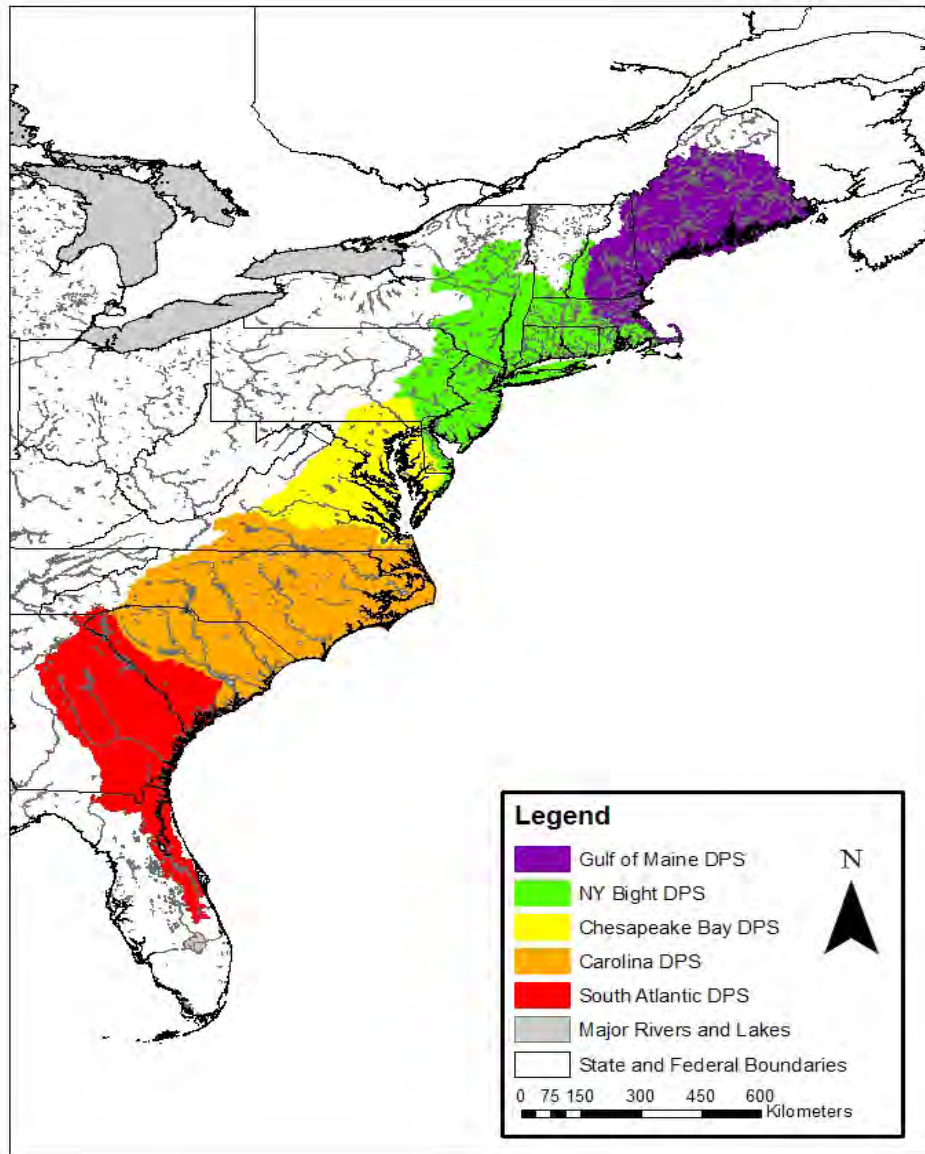 Legend
Gulf of Maine DPS
N
NY Bight DPS
Chesapeake Bay DPS
Carolina DPS
South Atlantic DPS
Major Rivers and Lakes
State and Federal Boundaries
0 75 150 300 450 600
Kilometers